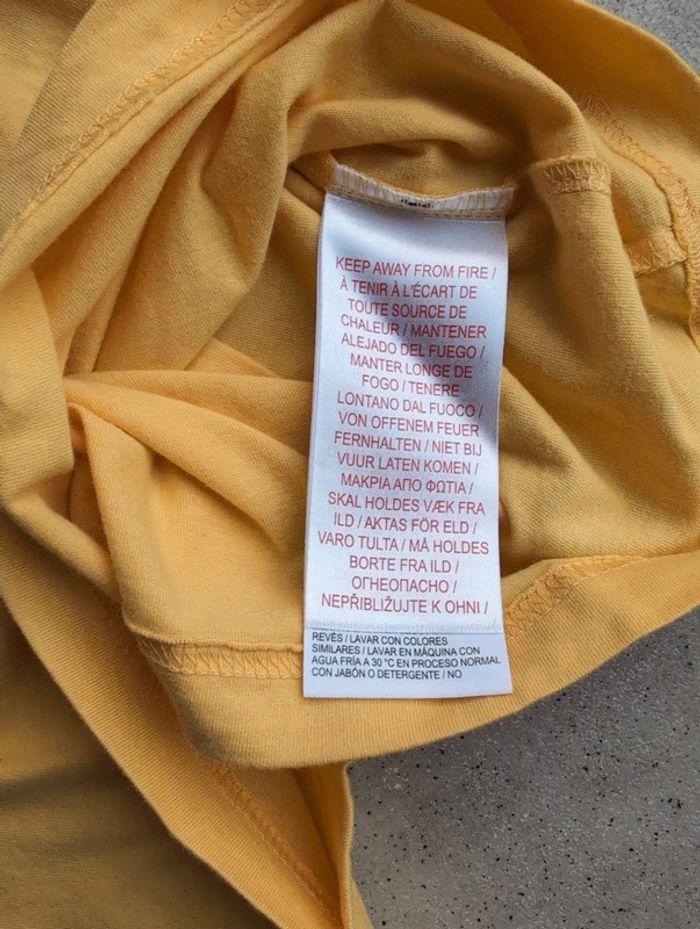 KEEP AWAY FROM FIRE /
À TENIR À L'ÉCART DE
TOUTE SOURCE DE
CHALEUR / MANTENER
ALEJADO DEL FUEGO /
MANTER LONGE DE
FOGO / TENERE
LONTANO DAL FUOCO /
VON OFFENEM FEUER
FERNHALTEN / NIET BIJ
VUUR LATEN KOMEN /
ΜΑΚΡΙΑ ΑΠΟ ΦΩΤΙΑ /
SKAL HOLDES VÆK FRA
ILD / AKTAS FÖR ELD /
VARO TULTA / MÅ HOLDES
BORTE FRA ILD /
ОГНЕОПАСНО /
NEPŘIBLIŽUJTE K OHNI /
REVÉS / LAVAR CON COLORES
SIMILARES / LAVAR EN MÁQUINA CON
AGUA FRÍA A 30 °C EN PROCESO NORMAL
CON JABÓN O DETERGENTE / NO